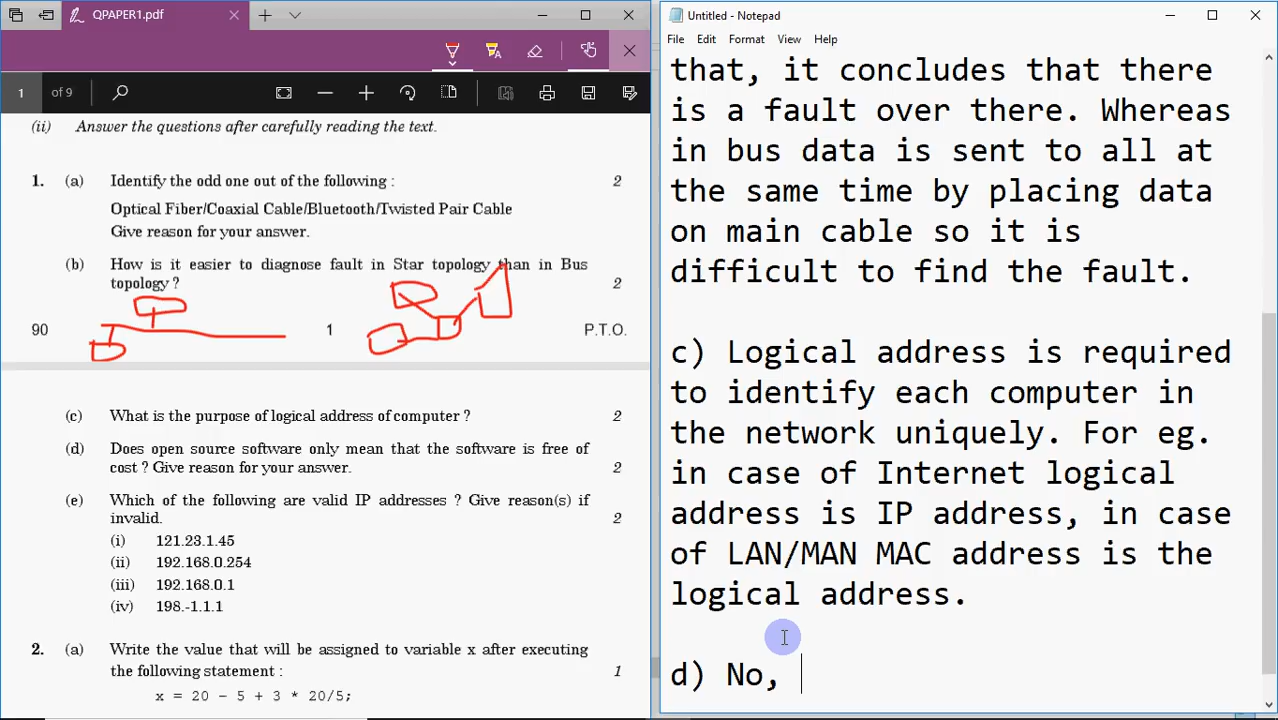 QPAPER1.pdf
1 of 9
(ii) Answer the questions after carefully reading the text.
1. (a) Identify the odd one out of the following : 2
Optical Fiber/Coaxial Cable/Bluetooth/Twisted Pair Cable
Give reason for your answer.
(b) How is it easier to diagnose fault in Star topology than in Bus
topology ? 2
90 1 P.T.O.
(c) What is the purpose of logical address of computer ? 2
(d) Does open source software only mean that the software is free of
cost ? Give reason for your answer. 2
(e) Which of the following are valid IP addresses ? Give reason(s) if
invalid. 2
(i) 121.23.1.45
(ii) 192.168.0.254
(iii) 192.168.0.1
(iv) 198.-1.1.1
2. (a) Write the value that will be assigned to variable x after executing
the following statement : 1
x = 20 - 5 + 3 * 20/5;
Untitled - Notepad
File Edit Format View Help
that, it concludes that there
is a fault over there. Whereas
in bus data is sent to all at
the same time by placing data
on main cable so it is
difficult to find the fault.
c) Logical address is required
to identify each computer in
the network uniquely. For eg.
in case of Internet logical
address is IP address, in case
of LAN/MAN MAC address is the
logical address.
d) No,